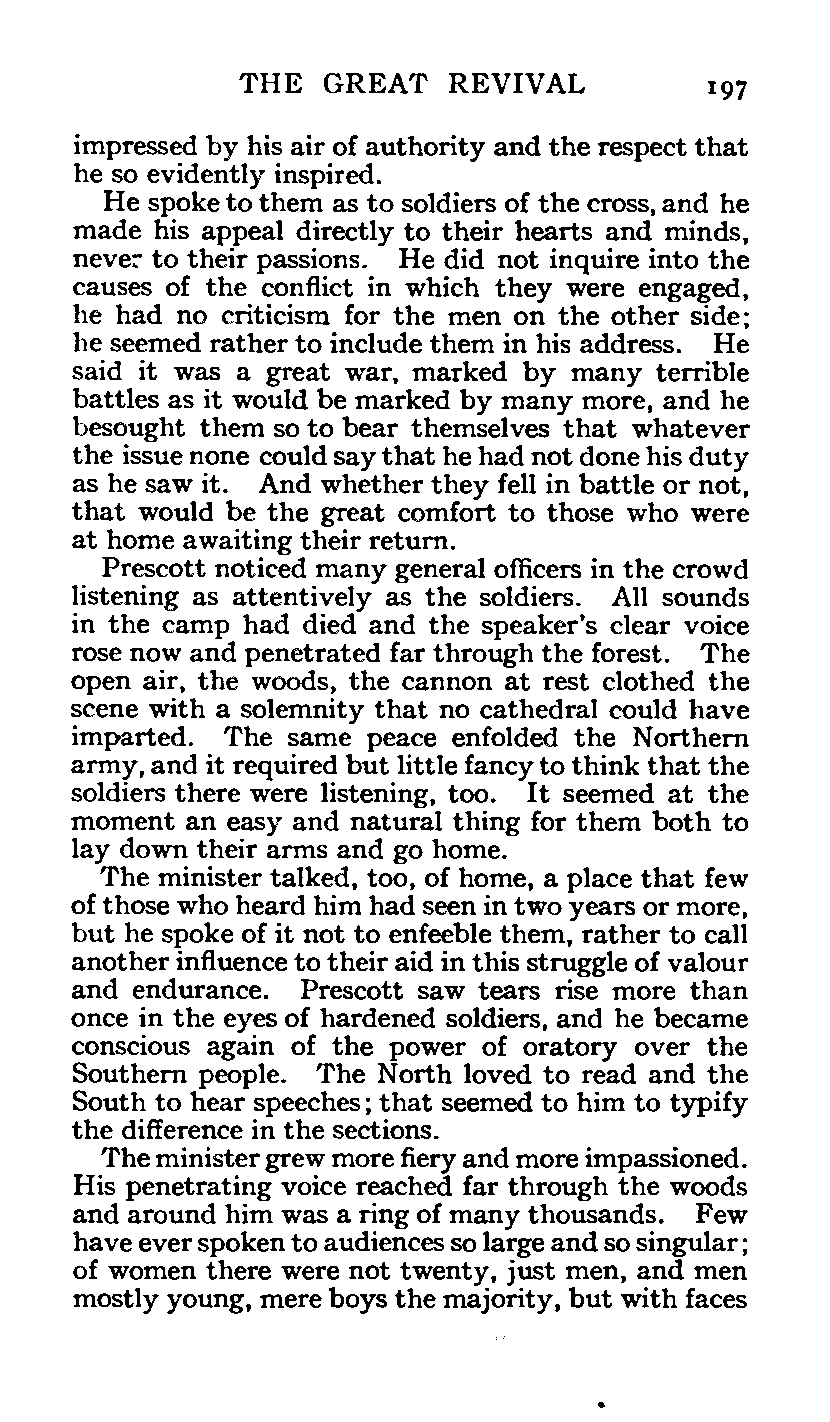 THE GREAT REVIVAL 197
impressed by his air of authority and the respect that
he so evidently inspired.
He spoke to them as to soldiers of the cross, and he
made his appeal directly to their hearts and minds,
never to their passions. He did not inquire into the
causes of the conflict in which they were engaged,
he had no criticism for the men on the other side;
he seemed rather to include them in his address. He
said it was a great war, marked by many terrible
battles as it would be marked by many more, and he
besought them so to bear themselves that whatever
the issue none could say that he had not done his duty
as he saw it. And whether they fell in battle or not,
that would be the great comfort to those who were
at home awaiting their return.
Prescott noticed many general officers in the crowd
listening as attentively as the soldiers. All sounds
in the camp had died and the speaker's clear voice
rose now and penetrated far through the forest. The
open air, the woods, the cannon at rest clothed the
scene with a solemnity that no cathedral could have
imparted. The same peace enfolded the Northern
army, and it required but little fancy to think that the
soldiers there were listening, too. It seemed at the
moment an easy and natural thing for them both to
lay down their arms and go home.
The minister talked, too, of home, a place that few
of those who heard him had seen in two years or more,
but he spoke of it not to enfeeble them, rather to call
another influence to their aid in this struggle of valour
and endurance. Prescott saw tears rise more than
once in the eyes of hardened soldiers, and he became
conscious again of the power of oratory over the
Southern people. The North loved to read and the
South to hear speeches; that seemed to him to typify
the difference in the sections.
The minister grew more fiery and more impassioned.
His penetrating voice reached far through the woods
and around him was a ring of many thousands. Few
have ever spoken to audiences so large and so singular;
of women there were not twenty, just men, and men
mostly young, mere boys the majority, but with faces